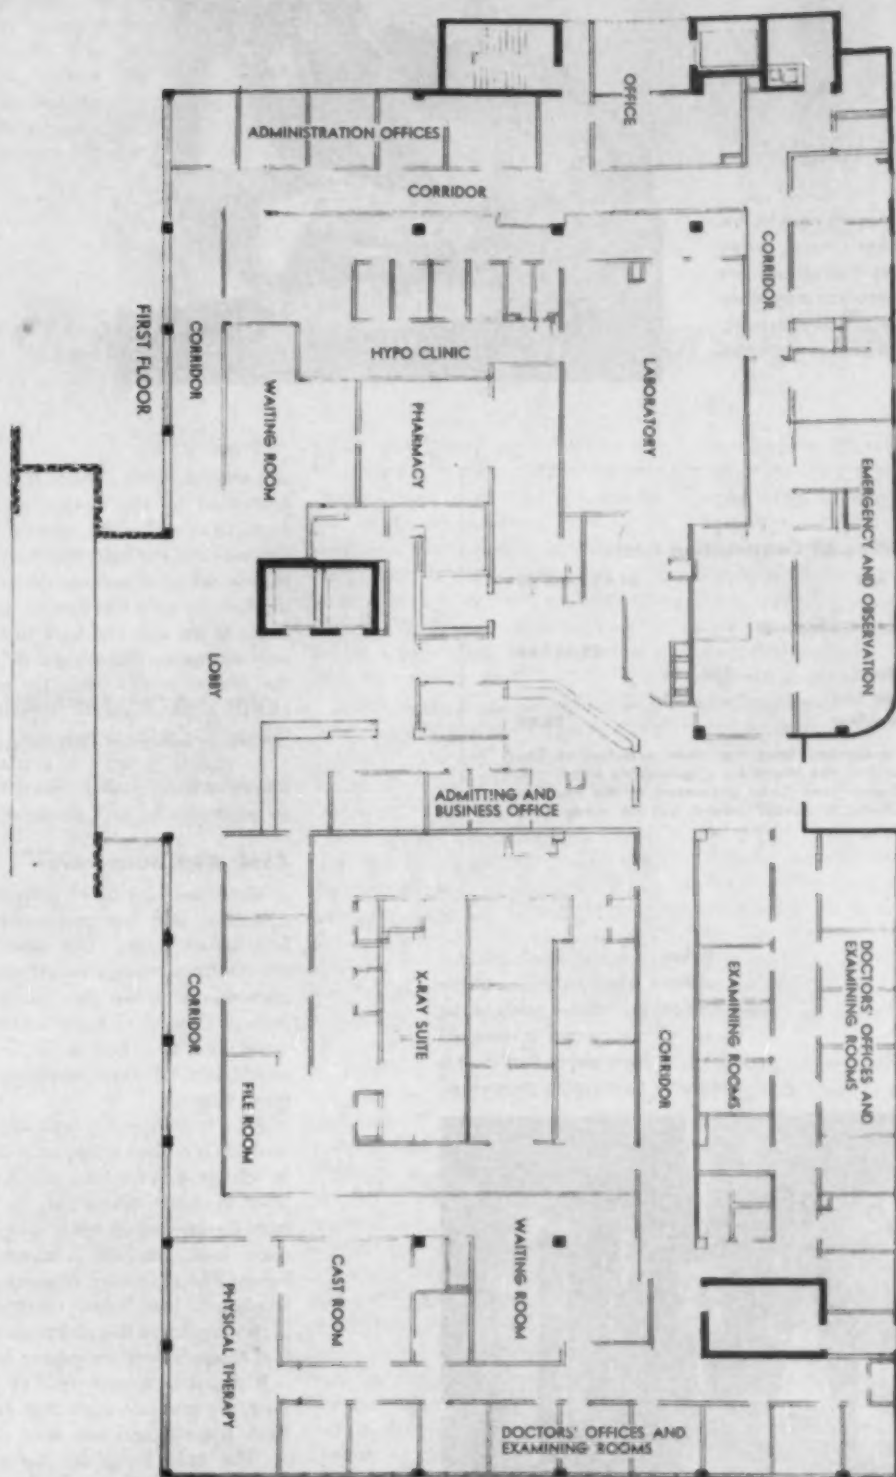 OFFICE
ADMINISTRATION OFFICES
CORRIDOR
CORRIDOR
FIRST FLOOR
CORRIDOR
HYPO CLINIC
WAITING ROOM
PHARMACY
LABORATORY
EMERGENCY AND OBSERVATION
LOBBY
ADMITTING AND
BUSINESS OFFICE
CORRIDOR
FILE ROOM
X-RAY SUITE
CORRIDOR
EXAMINING ROOMS
DOCTORS' OFFICES AND
EXAMINING ROOMS
PHYSICAL THERAPY
CAST ROOM
WAITING ROOM
DOCTORS' OFFICES AND
EXAMINING ROOMS